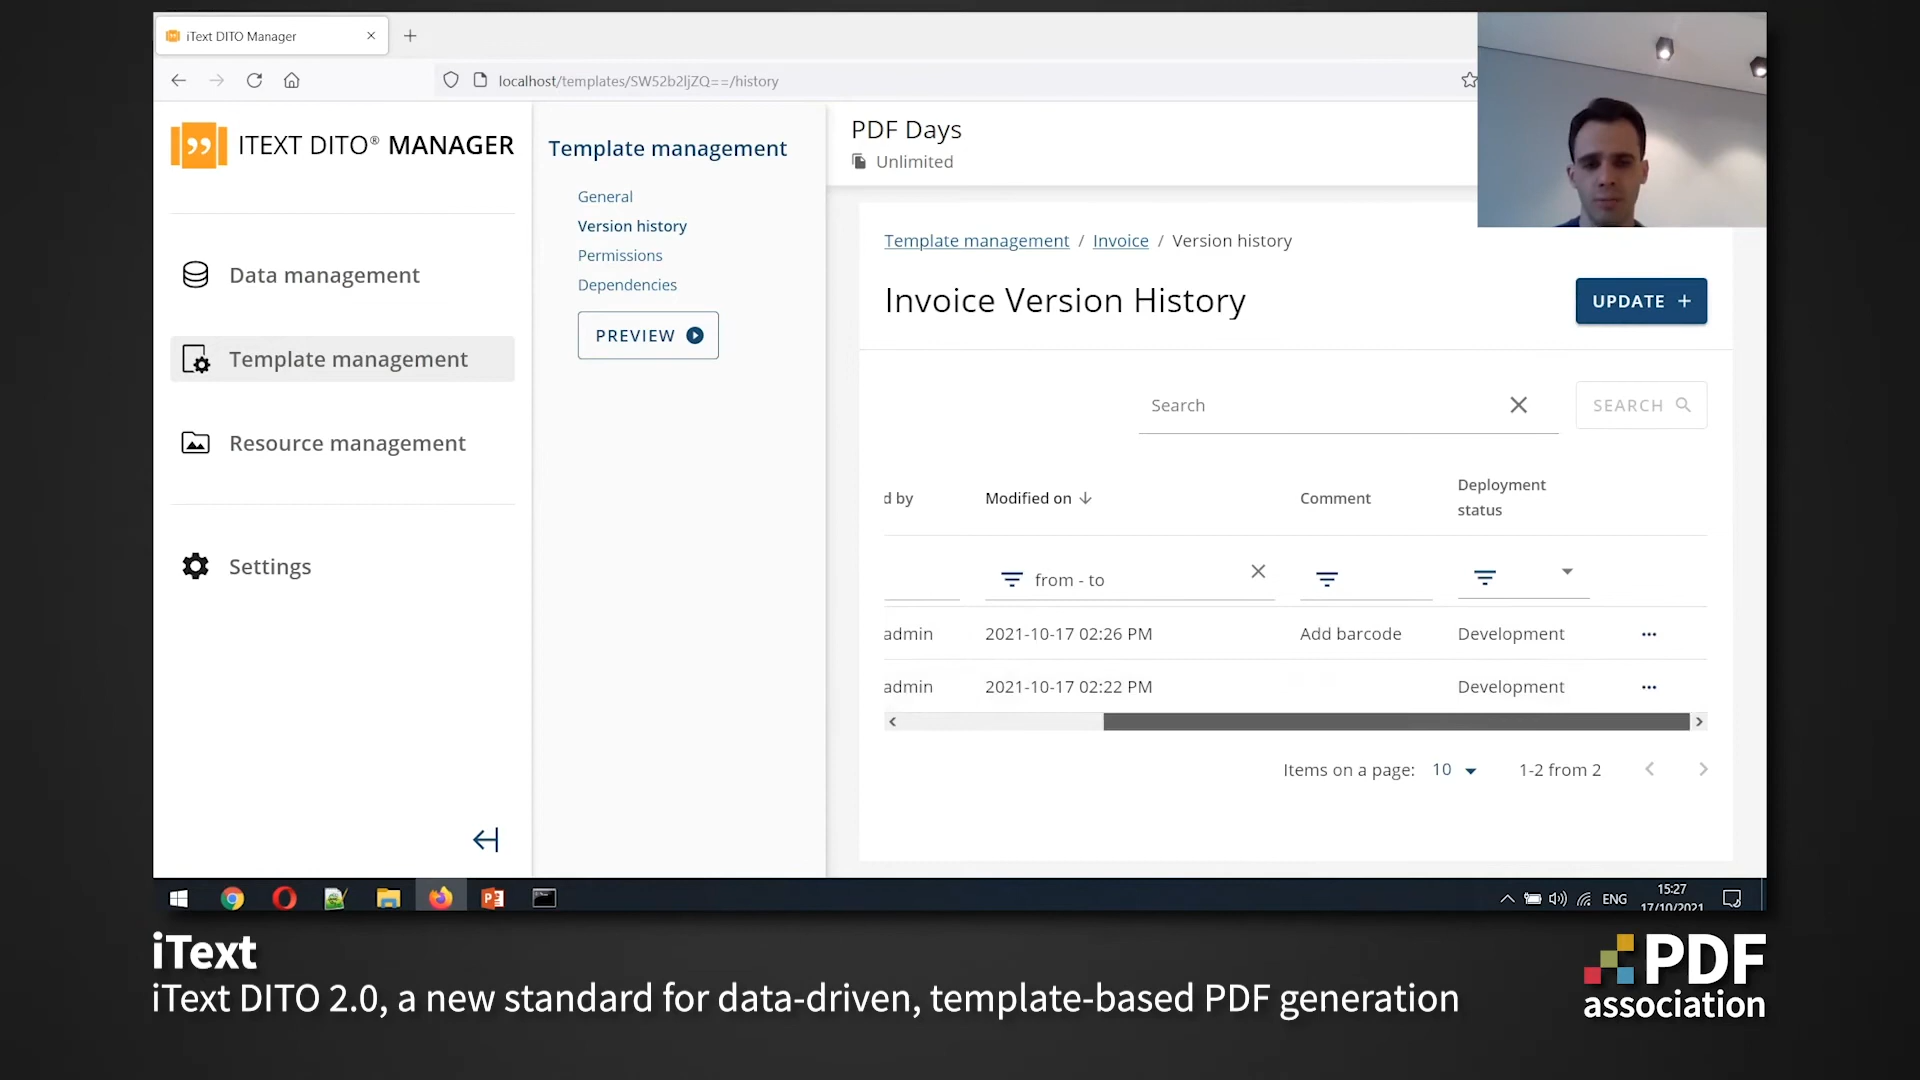 iText DITO Manager
localhost/templates/SW52b2ljZQ==/history
ITEXT DITO® MANAGER
Data management
Template management
Resource management
Settings
Template management
General
Version history
Permissions
Dependencies
PREVIEW
PDF Days
Unlimited
Template management / Invoice / Version history
Invoice Version History
UPDATE +
Search
SEARCH
d by Modified on Comment Deployment status
from - to
admin 2021-10-17 02:26 PM Add barcode Development
admin 2021-10-17 02:22 PM Development
Items on a page: 10 1-2 from 2
ENG
15:27
17/10/2021
iText
iText DITO 2.0, a new standard for data-driven, template-based PDF generation
PDF
association